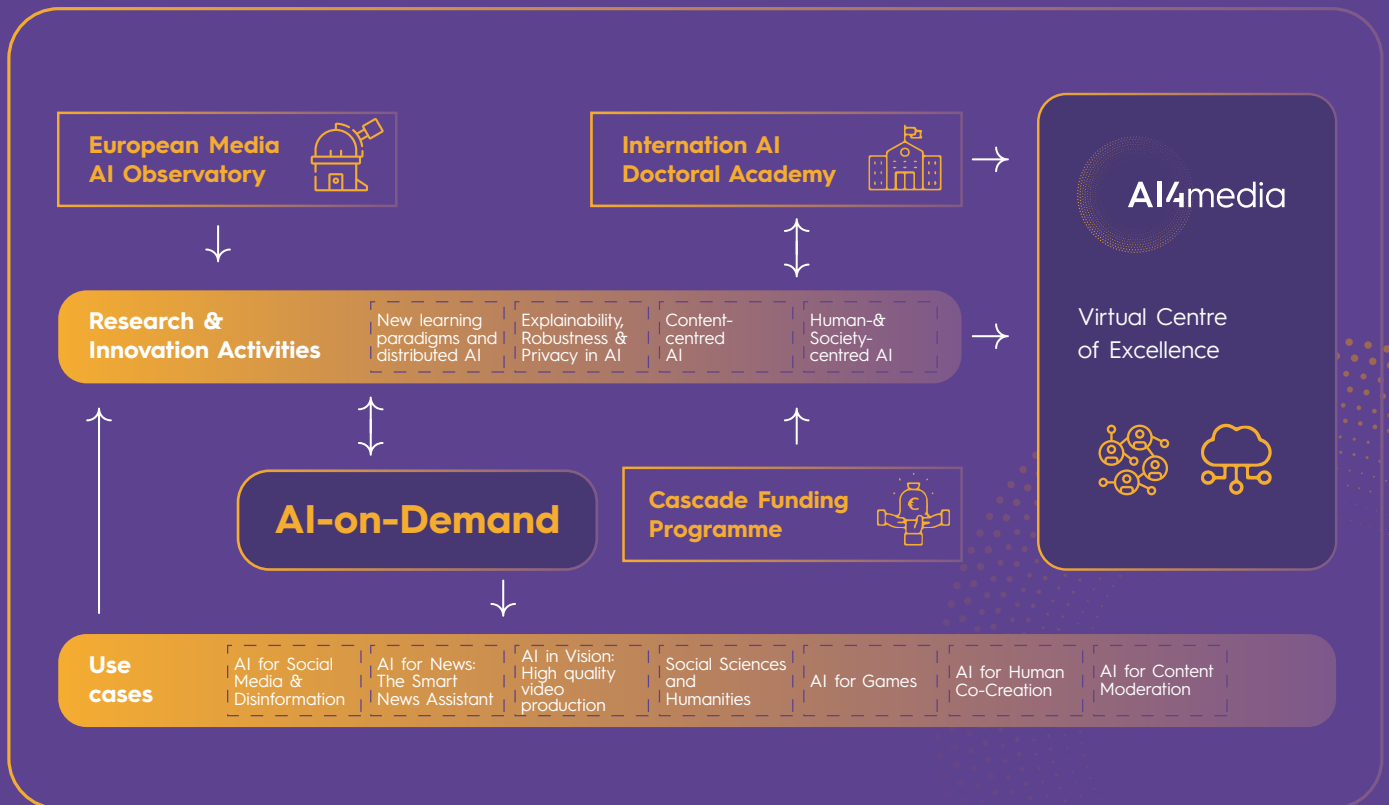 European Media
AI Observatory
Internation AI
Doctoral Academy
AI4media
Virtual Centre
of Excellence
Research &
Innovation Activities
New learning
paradigms and
distributed AI
Explainability,
Robustness &
Privacy in AI
Content-
centred
AI
Human-&
Society-
centred AI
AI-on-Demand
Cascade Funding
Programme
€
Use
cases
AI for Social
Media &
Disinformation
AI for News:
The Smart
News Assistant
AI in Vision:
High quality
video
production
Social Sciences
and
Humanities
AI for Games
AI for Human
Co-Creation
AI for Content
Moderation